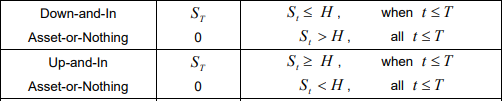 Down-and-In S_T S_t ≤ H , when t ≤ T
Asset-or-Nothing 0 S_t > H , all t ≤ T
Up-and-In S_T S_t ≥ H , when t ≤ T
Asset-or-Nothing 0 S_t < H , all t ≤ T